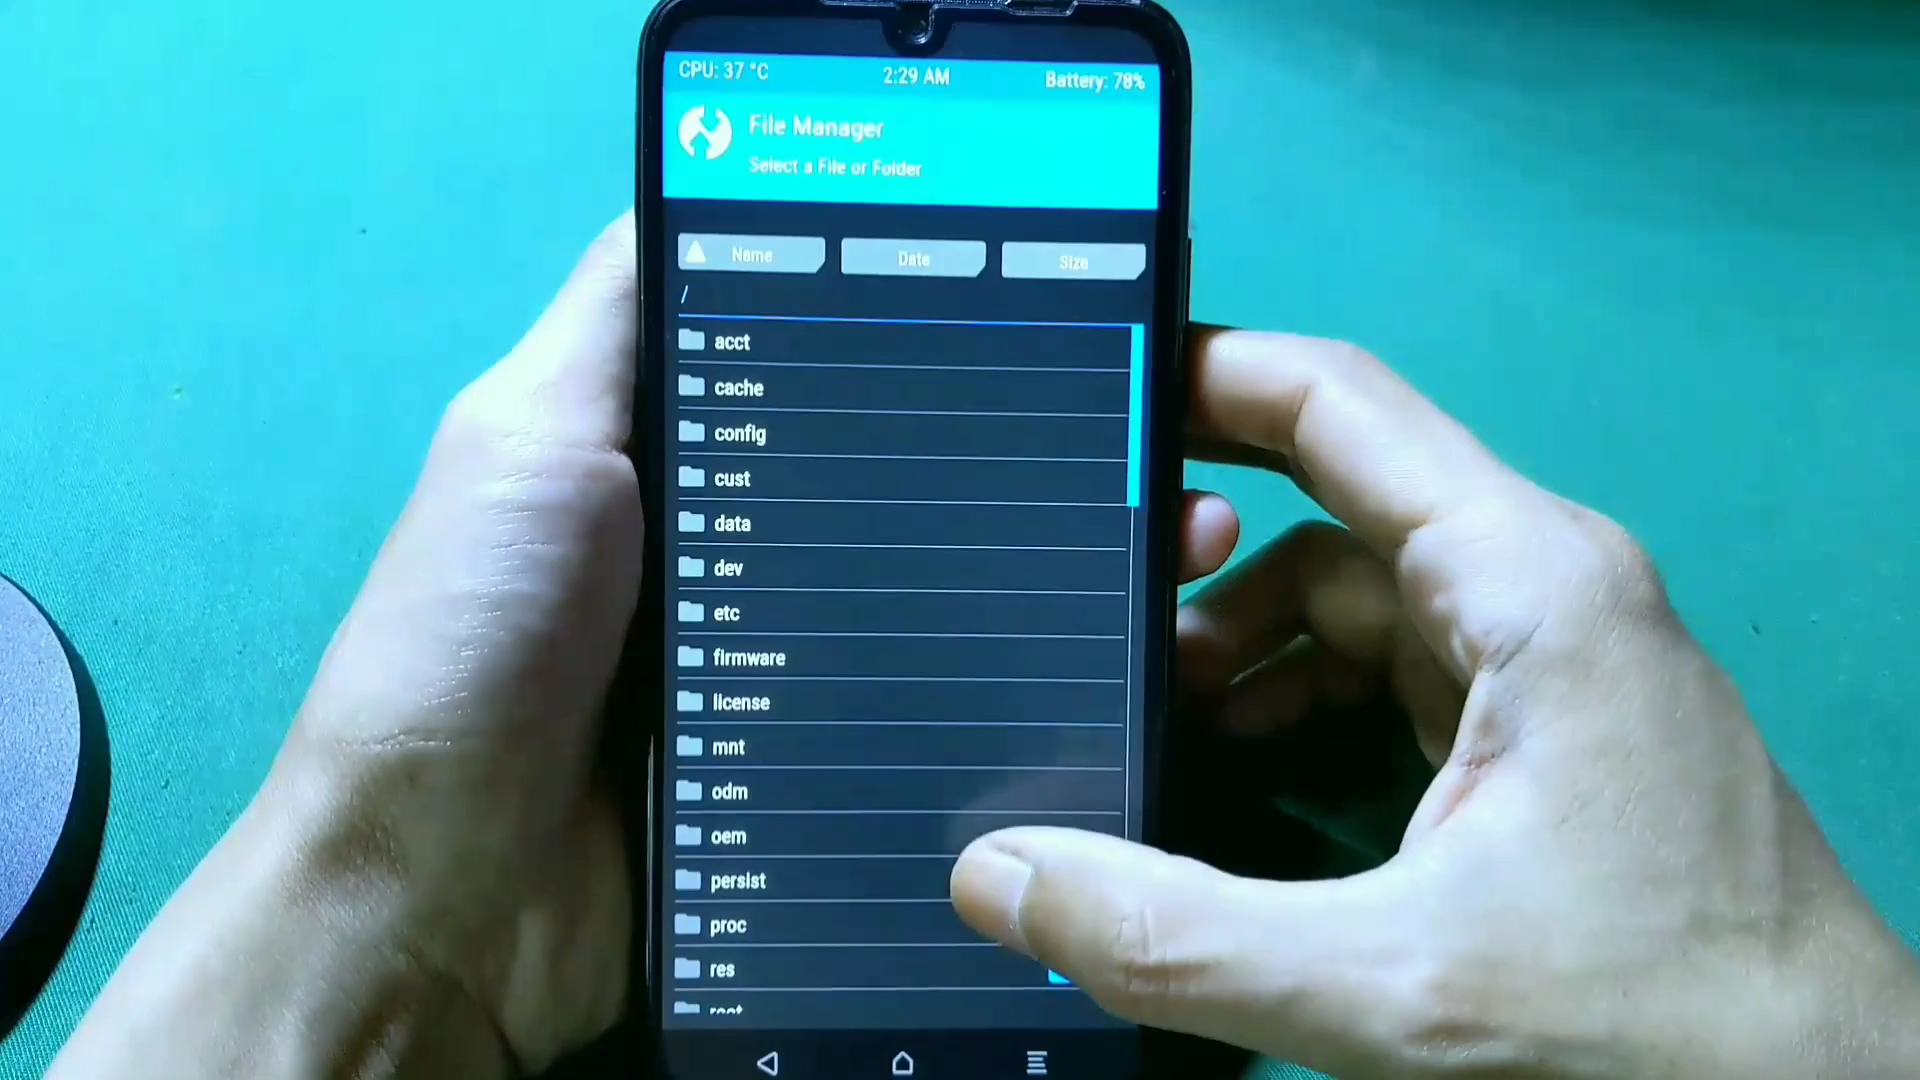 CPU: 37 °C 2:29 AM Battery: 78%
File Manager
Select a File or Folder
Name Date Size
/
acct
cache
config
cust
data
dev
etc
firmware
license
mnt
odm
oem
persist
proc
res
root